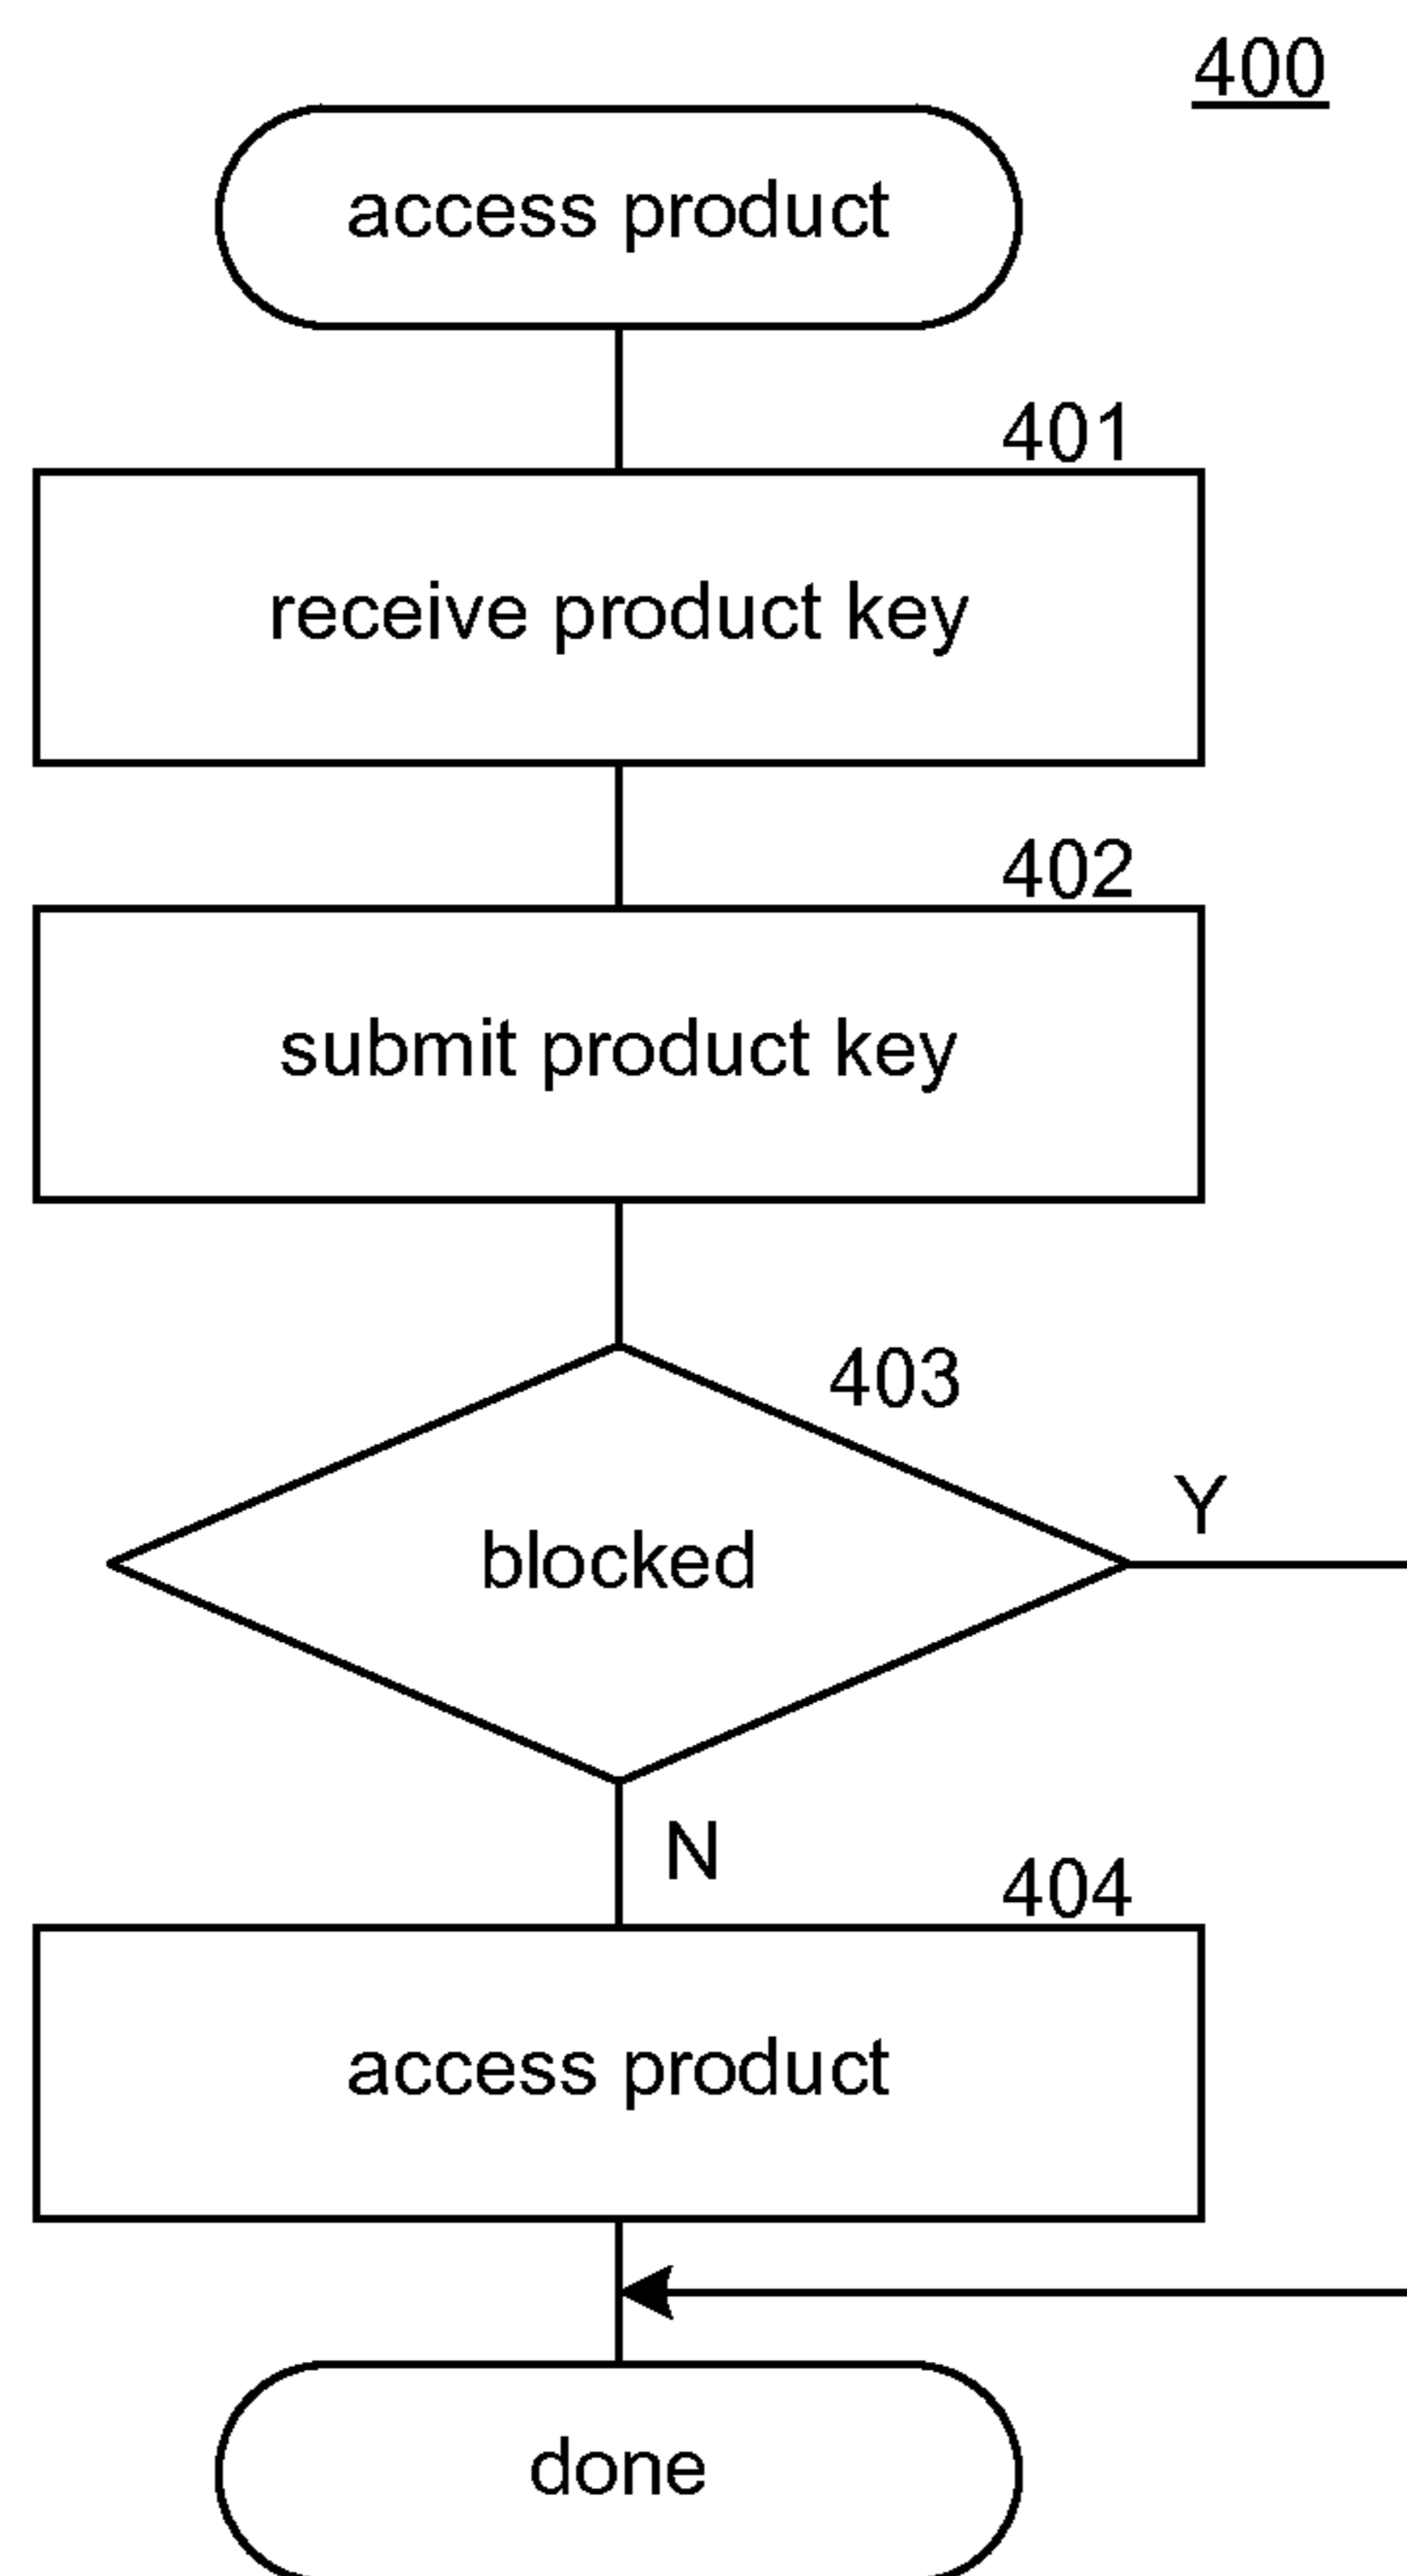 400
access product
401
receive product key
402
submit product key
403
blocked
Y
N
404
access product
done